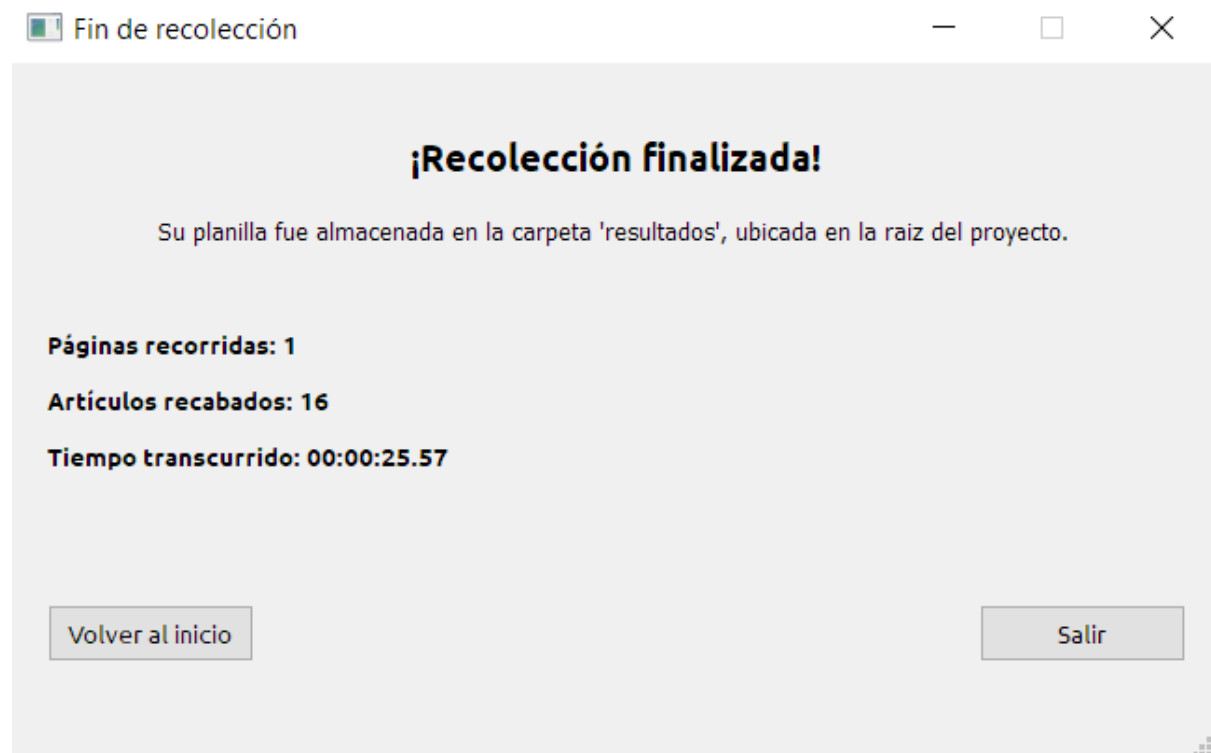 Fin de recolección
¡Recolección finalizada!
Su planilla fue almacenada en la carpeta 'resultados', ubicada en la raiz del proyecto.
Páginas recorridas: 1
Artículos recabados: 16
Tiempo transcurrido: 00:00:25.57
Volver al inicio
Salir